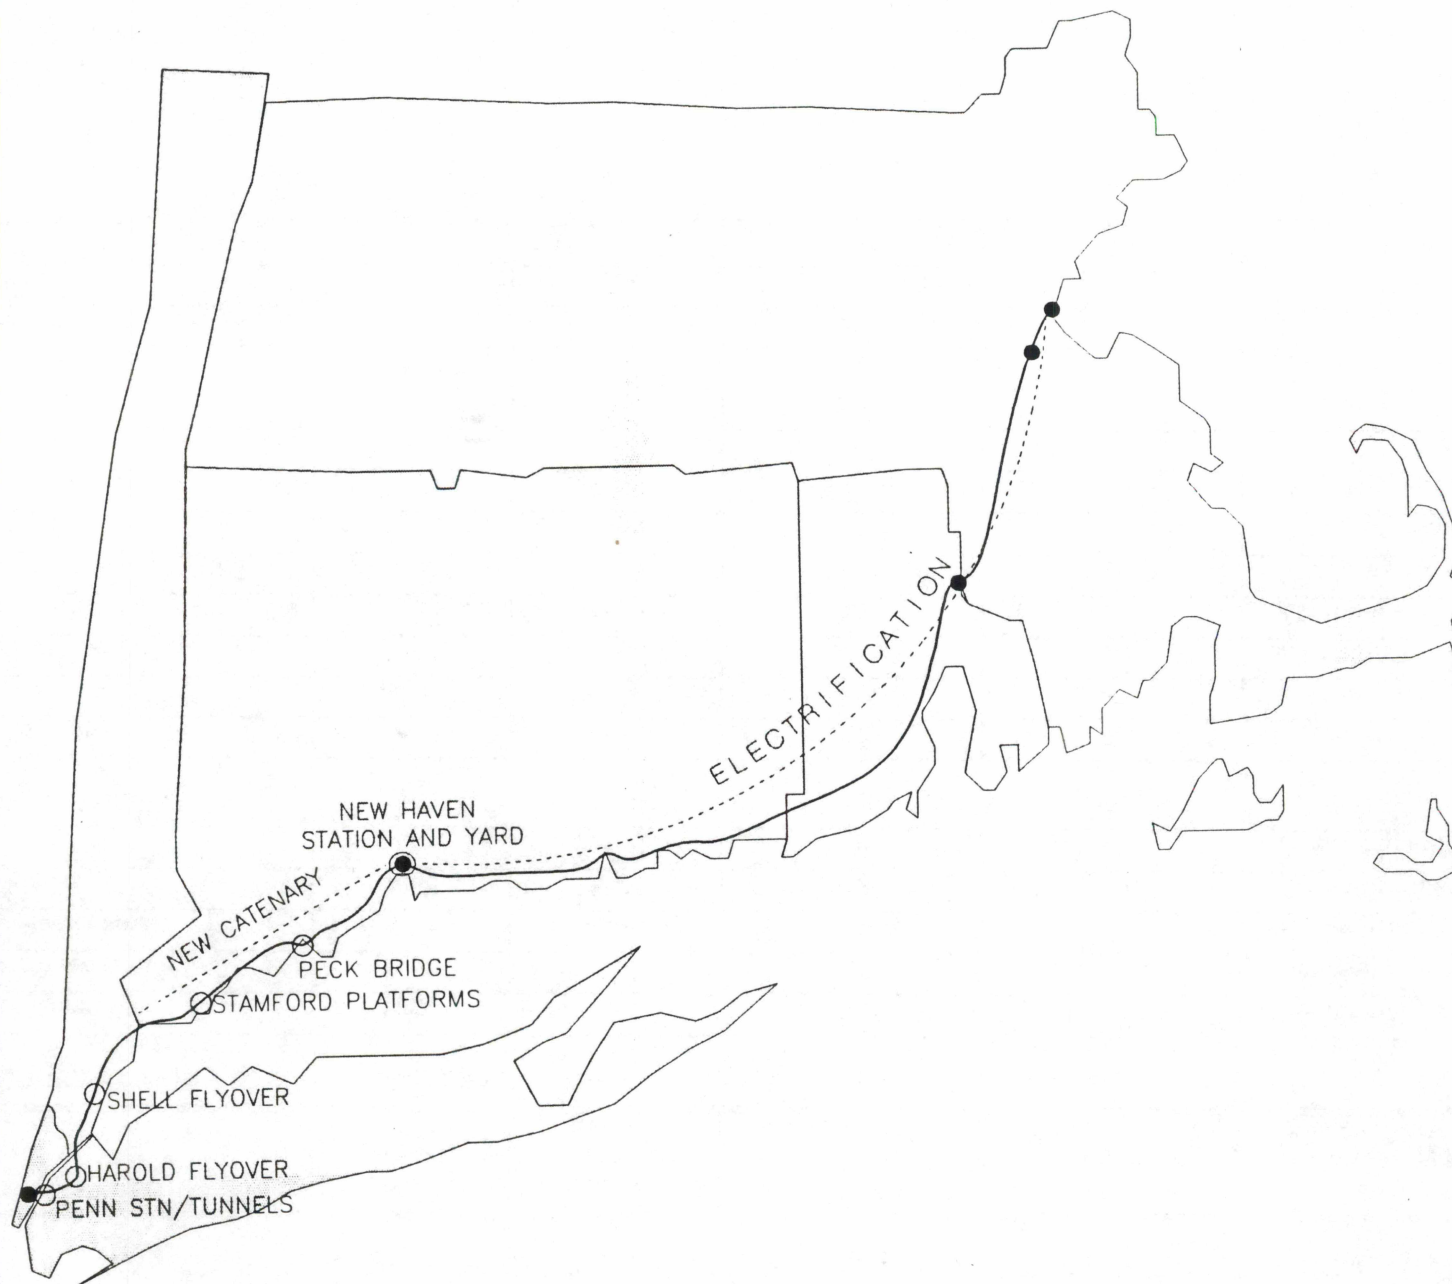 ELECTRIFICATION
NEW HAVEN
STATION AND YARD
NEW CATENARY
PECK BRIDGE
STAMFORD PLATFORMS
SHELL FLYOVER
HAROLD FLYOVER
PENN STN/TUNNELS